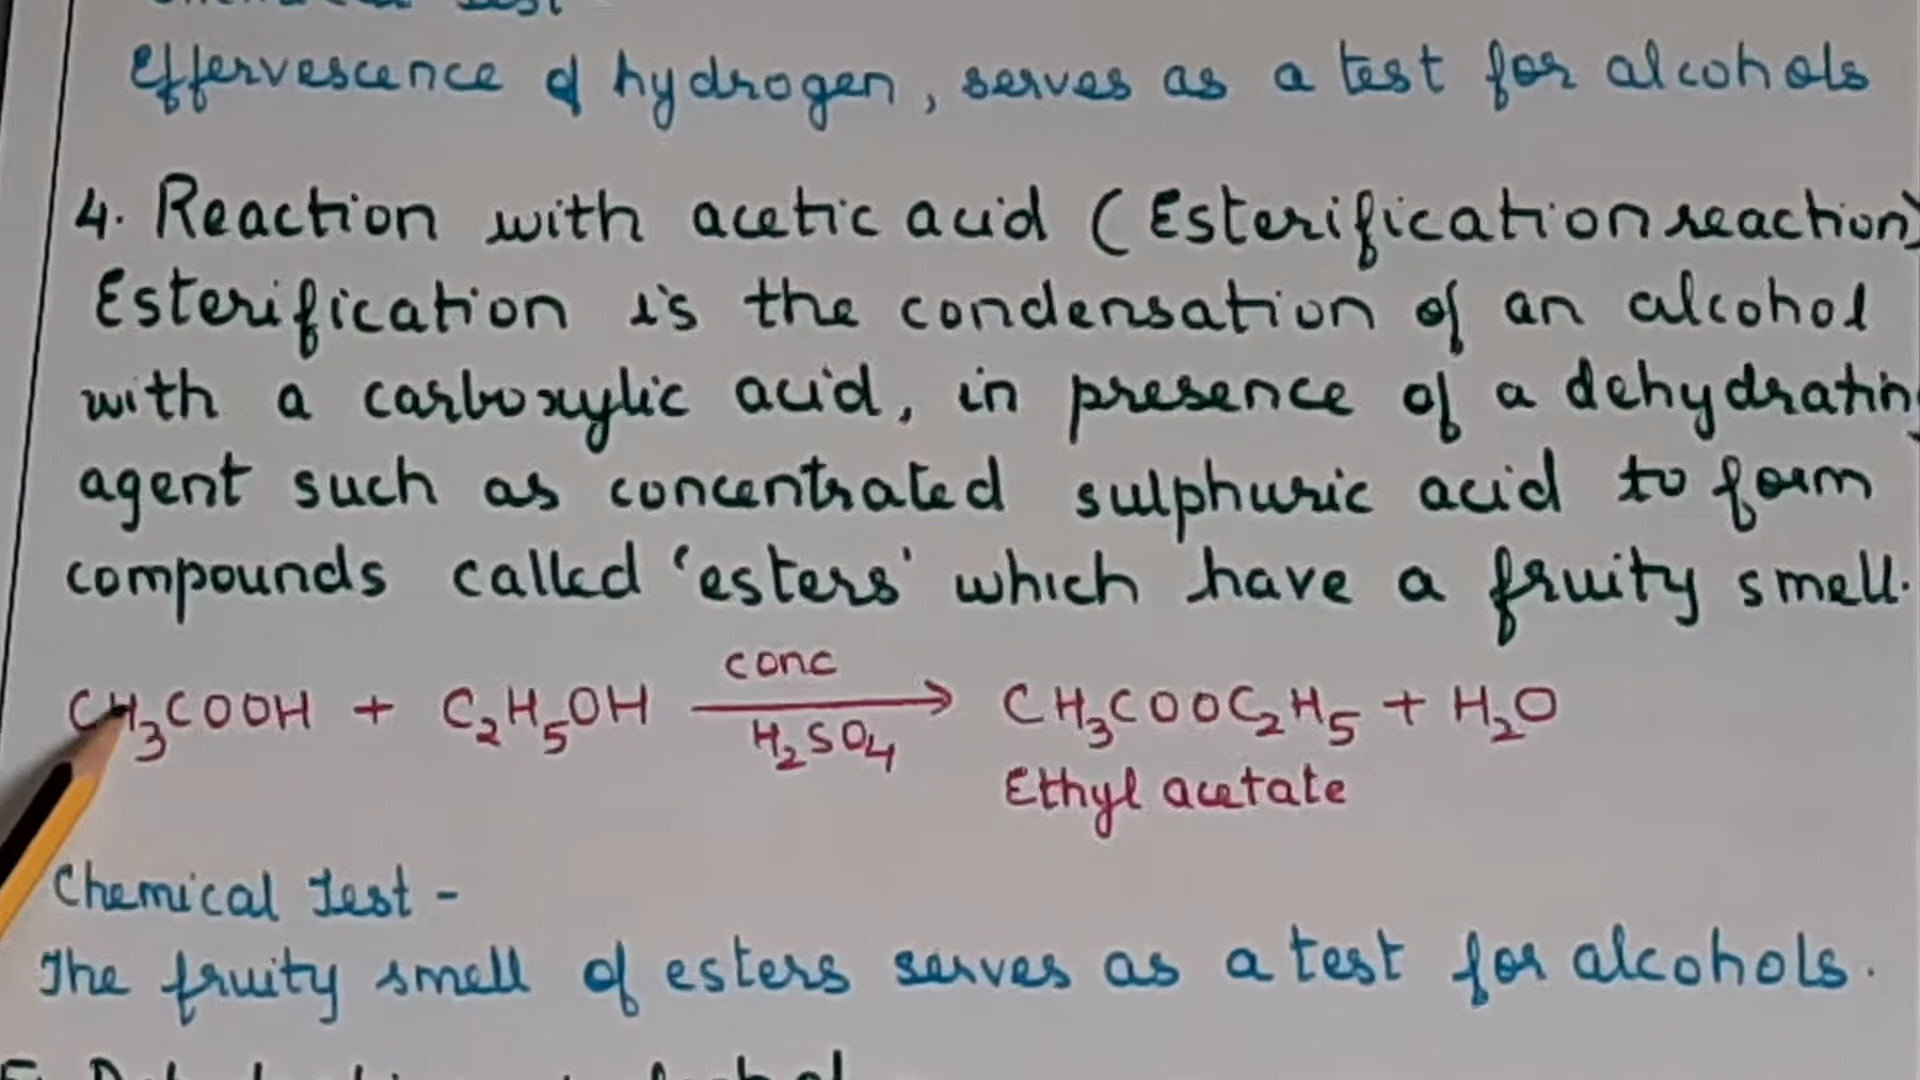 effervescence of hydrogen, serves as a test for alcohols
4. Reaction with acetic acid (Esterification reaction)
Esterification is the condensation of an alcohol
with a carboxylic acid, in presence of a dehydrating
agent such as concentrated sulphuric acid to form
compounds called 'esters' which have a fruity smell.
conc
CH₃COOH + C₂H₅OH → CH₃COOC₂H₅ + H₂O
H₂SO₄
Ethyl acetate
Chemical Test -
The fruity smell of esters serves as a test for alcohols.